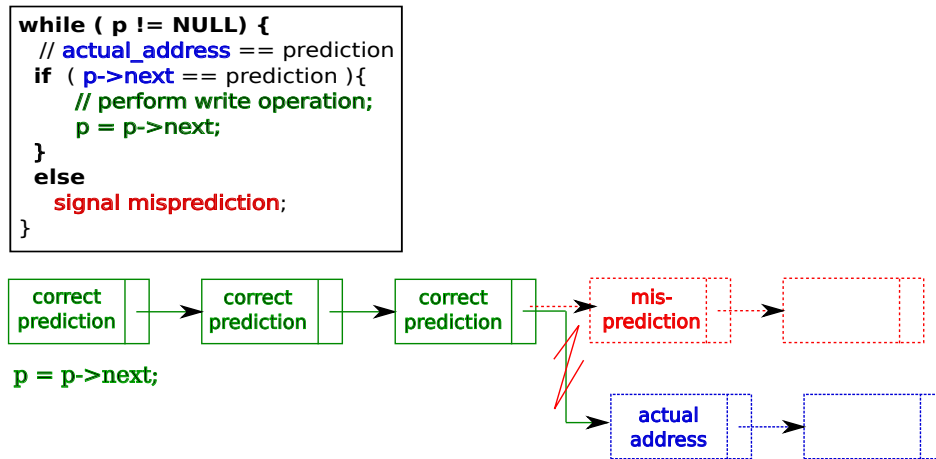 while ( p != NULL) {
// actual_address == prediction
if ( p->next == prediction ){
// perform write operation;
p = p->next;
}
else
signal misprediction;
}
correct
prediction
correct
prediction
correct
prediction
mis-
prediction
p = p->next;
actual
address